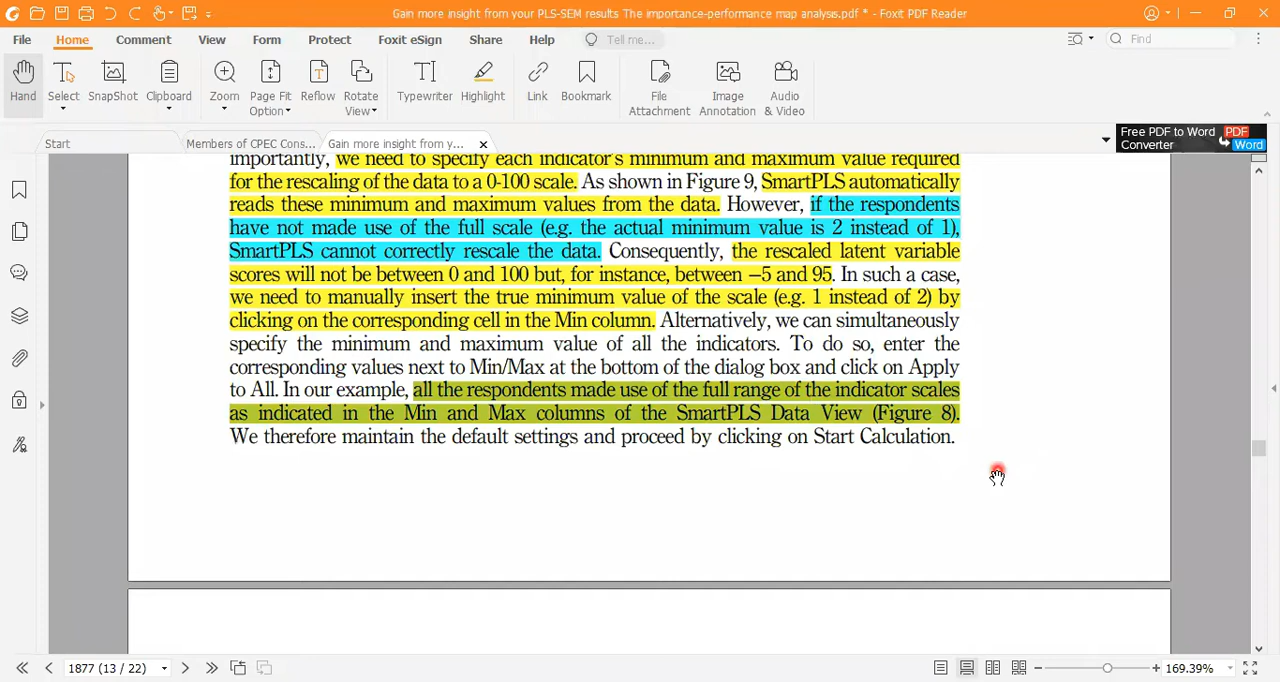 Gain more insight from your PLS-SEM results The importance-performance map analysis.pdf * - Foxit PDF Reader
File Home Comment View Form Protect Foxit eSign Share Help Tell me... Find
Hand Select SnapShot Clipboard Zoom Page Fit Option Reflow Rotate View Typewriter Highlight Link Bookmark File Attachment Image Annotation Audio & Video
Start Members of CPEC Cons... Gain more insight from y...
Free PDF to Word Converter PDF Word
importantly, we need to specify each indicator's minimum and maximum value required
for the rescaling of the data to a 0-100 scale. As shown in Figure 9, SmartPLS automatically
reads these minimum and maximum values from the data. However, if the respondents
have not made use of the full scale (e.g. the actual minimum value is 2 instead of 1),
SmartPLS cannot correctly rescale the data. Consequently, the rescaled latent variable
scores will not be between 0 and 100 but, for instance, between −5 and 95. In such a case,
we need to manually insert the true minimum value of the scale (e.g. 1 instead of 2) by
clicking on the corresponding cell in the Min column. Alternatively, we can simultaneously
specify the minimum and maximum value of all the indicators. To do so, enter the
corresponding values next to Min/Max at the bottom of the dialog box and click on Apply
to All. In our example, all the respondents made use of the full range of the indicator scales
as indicated in the Min and Max columns of the SmartPLS Data View (Figure 8).
We therefore maintain the default settings and proceed by clicking on Start Calculation.
1877 (13 / 22) 169.39%